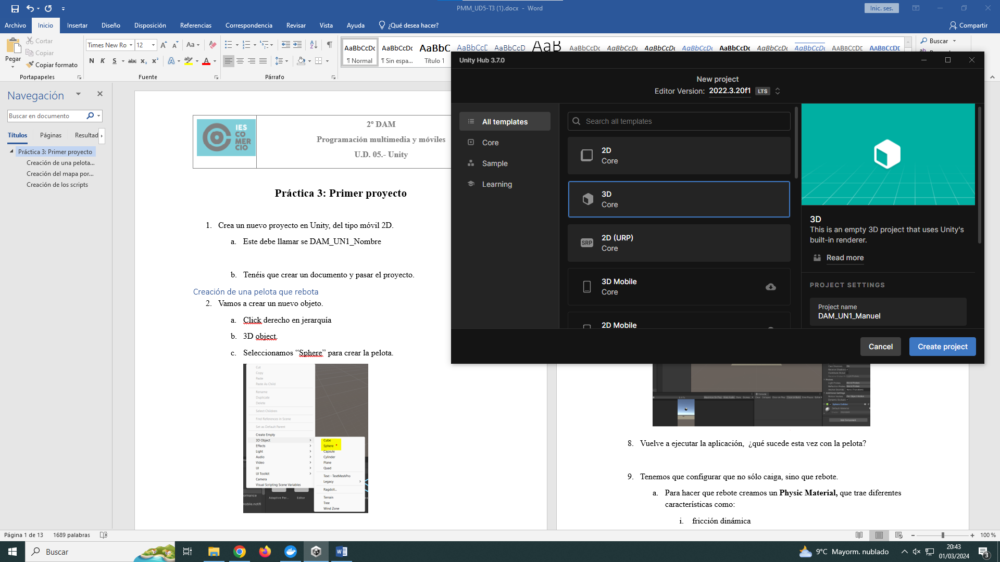 PMM_UD5-T3 (1).docx - Word
Inic. ses.
Archivo Inicio Insertar Diseño Disposición Referencias Correspondencia Revisar Vista Ayuda ¿Qué desea hacer? Compartir
Pegar
Cortar
Copiar
Copiar formato
Portapapeles
Times New Ro 12
N K S abc x₂ x²
Fuente
Párrafo
AaBbCcDc AaBbCcDc AaBbC AaBbCcE AaBbCcD AaB AaBbCcD AaBbCcDc AaBbCcDc AaBbCcDc AaBbCcDc AaBbCcDc AaBbCcDc AABBCCDE AABBCCDE
¶ Normal ¶ Sin espa... Título 1
Buscar
Navegación
Buscar en documento
Títulos Páginas Resultad
Práctica 3: Primer proyecto
Creación de una pelota...
Creación del mapa por...
Creación de los scripts
IES
CO
MER
CIO
2º DAM
Programación multimedia y móviles
U.D. 05.- Unity
Práctica 3: Primer proyecto
1. Crea un nuevo proyecto en Unity, del tipo móvil 2D.
a. Este debe llamar se DAM_UN1_Nombre
b. Tenéis que crear un documento y pasar el proyecto.
Creación de una pelota que rebota
2. Vamos a crear un nuevo objeto.
a. Click derecho en jerarquía
b. 3D object.
c. Seleccionamos “Sphere” para crear la pelota.
Cut
Copy
Paste
Paste As Child
Rename
Duplicate
Delete
Select Children
Find References in Scene
Set as Default Parent
Create Empty
3D Object
Effects
Light
Audio
Video
UI
UI Toolkit
Camera
Visual Scripting Scene Variables
Cube
Sphere
Capsule
Cylinder
Plane
Quad
Text - TextMeshPro
Legacy
Ragdoll...
Terrain
Tree
Wind Zone
Adaptive Per... Editor
Unity Hub 3.7.0
New project
Editor Version: 2022.3.20f1 LTS
All templates
Core
Sample
Learning
Search all templates
2D
Core
3D
Core
SRP
2D (URP)
Core
3D Mobile
Core
2D Mobile
3D
This is an empty 3D project that uses Unity's
built-in renderer.
Read more
PROJECT SETTINGS
Project name
DAM_UN1_Manuel
Cancel Create project
Add Component
8. Vuelve a ejecutar la aplicación, ¿qué sucede esta vez con la pelota?
9. Tenemos que configurar que no sólo caiga, sino que rebote.
a. Para hacer que rebote creamos un Physic Material, que trae diferentes
características como:
i. fricción dinámica
Página 1 de 13 1689 palabras
100 %
Buscar
9°C Mayorm. nublado
20:43
01/03/2024
3